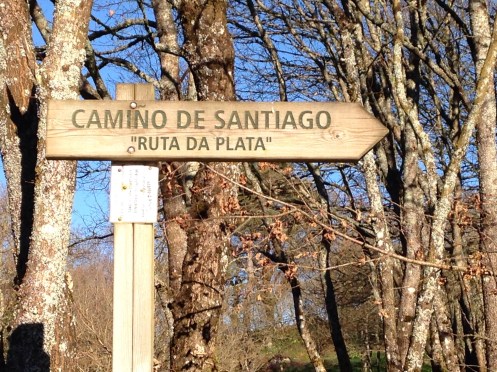 CAMINO DE SANTIAGO
"RUTA DA PLATA"